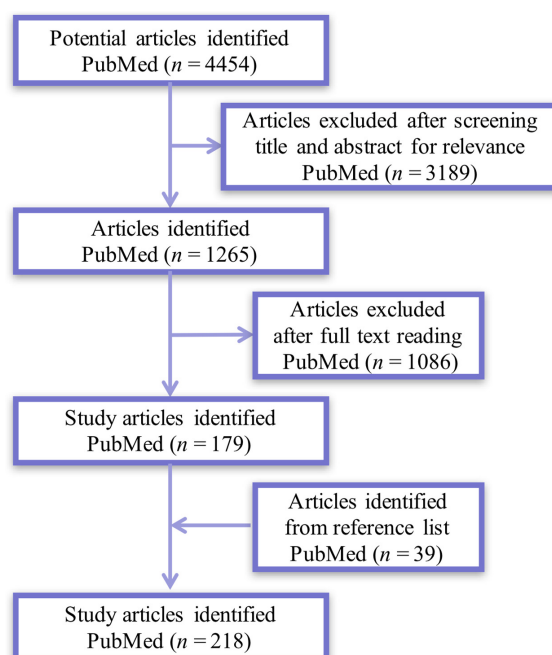 Potential articles identified
PubMed (n = 4454)
Articles excluded after screening
title and abstract for relevance
PubMed (n = 3189)
Articles identified
PubMed (n = 1265)
Articles excluded
after full text reading
PubMed (n = 1086)
Study articles identified
PubMed (n = 179)
Articles identified
from reference list
PubMed (n = 39)
Study articles identified
PubMed (n = 218)